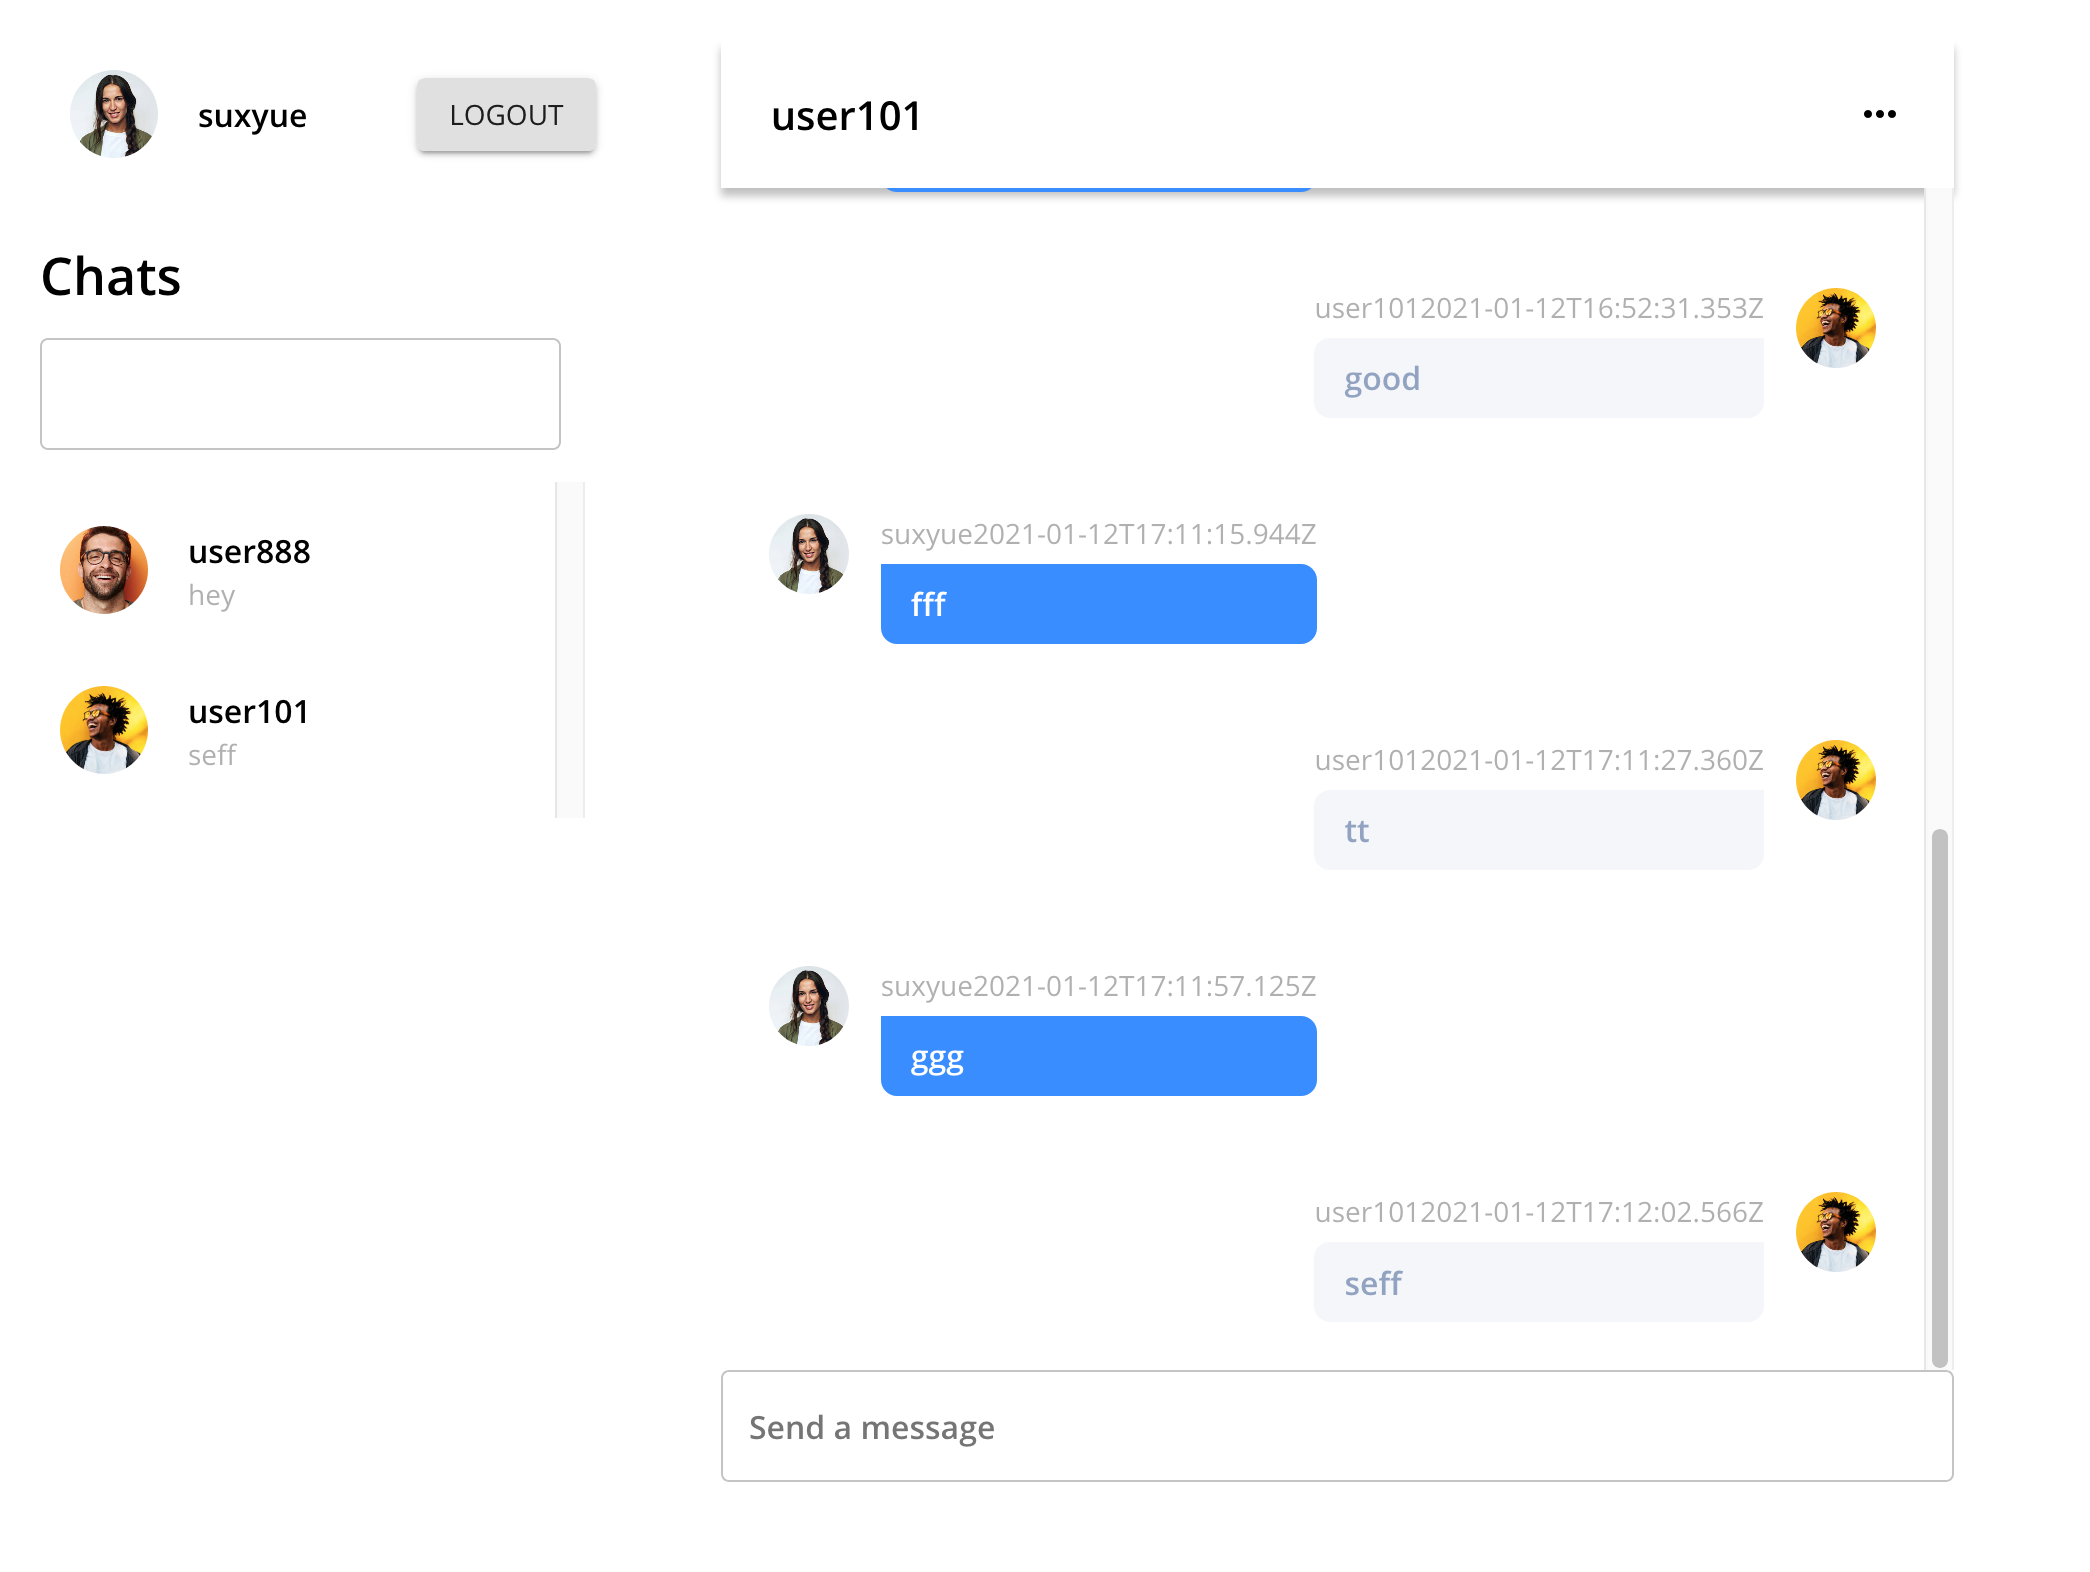 suxyue
LOGOUT
Chats
user888
hey
user101
seff
user101
user1012021-01-12T16:52:31.353Z
good
suxyue2021-01-12T17:11:15.944Z
fff
user1012021-01-12T17:11:27.360Z
tt
suxyue2021-01-12T17:11:57.125Z
ggg
user1012021-01-12T17:12:02.566Z
seff
Send a message